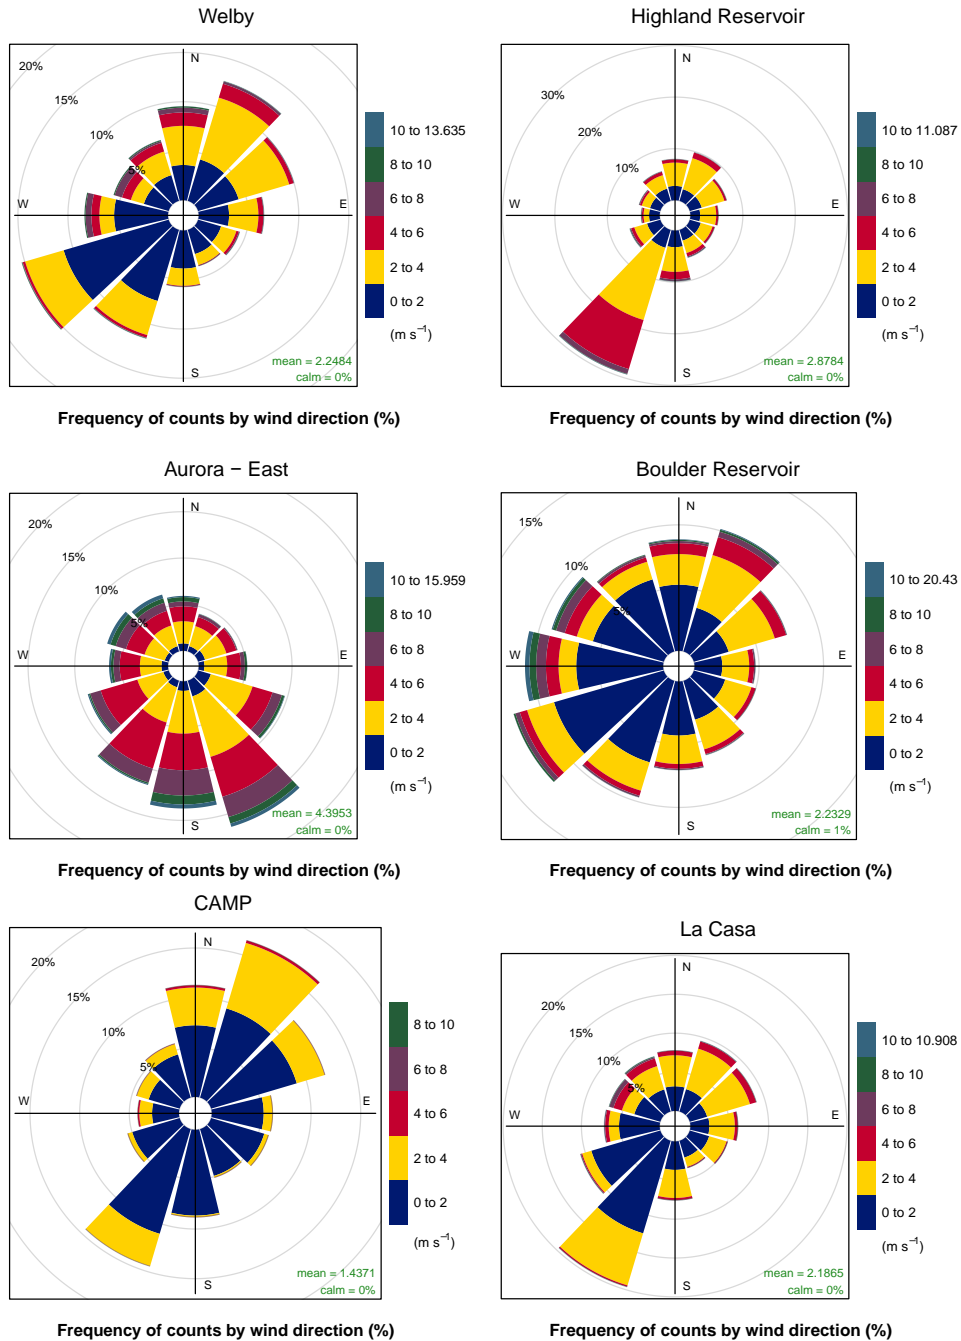 Welby
Highland Reservoir
20%
15%
10%
5%
N
W
E
S
10 to 13.635
8 to 10
6 to 8
4 to 6
2 to 4
0 to 2
(m s−1)
mean = 2.2484
calm = 0%
30%
20%
10%
N
W
E
S
10 to 11.087
8 to 10
6 to 8
4 to 6
2 to 4
0 to 2
(m s−1)
mean = 2.8784
calm = 0%
Frequency of counts by wind direction (%)
Frequency of counts by wind direction (%)
Aurora − East
Boulder Reservoir
20%
15%
10%
5%
N
W
E
S
10 to 15.959
8 to 10
6 to 8
4 to 6
2 to 4
0 to 2
(m s−1)
mean = 4.3953
calm = 0%
15%
10%
5%
N
W
E
S
10 to 20.43
8 to 10
6 to 8
4 to 6
2 to 4
0 to 2
(m s−1)
mean = 2.2329
calm = 1%
Frequency of counts by wind direction (%)
Frequency of counts by wind direction (%)
CAMP
La Casa
20%
15%
10%
5%
N
W
E
S
8 to 10
6 to 8
4 to 6
2 to 4
0 to 2
(m s−1)
mean = 1.4371
calm = 0%
20%
15%
10%
5%
N
W
E
S
10 to 10.908
8 to 10
6 to 8
4 to 6
2 to 4
0 to 2
(m s−1)
mean = 2.1865
calm = 0%
Frequency of counts by wind direction (%)
Frequency of counts by wind direction (%)